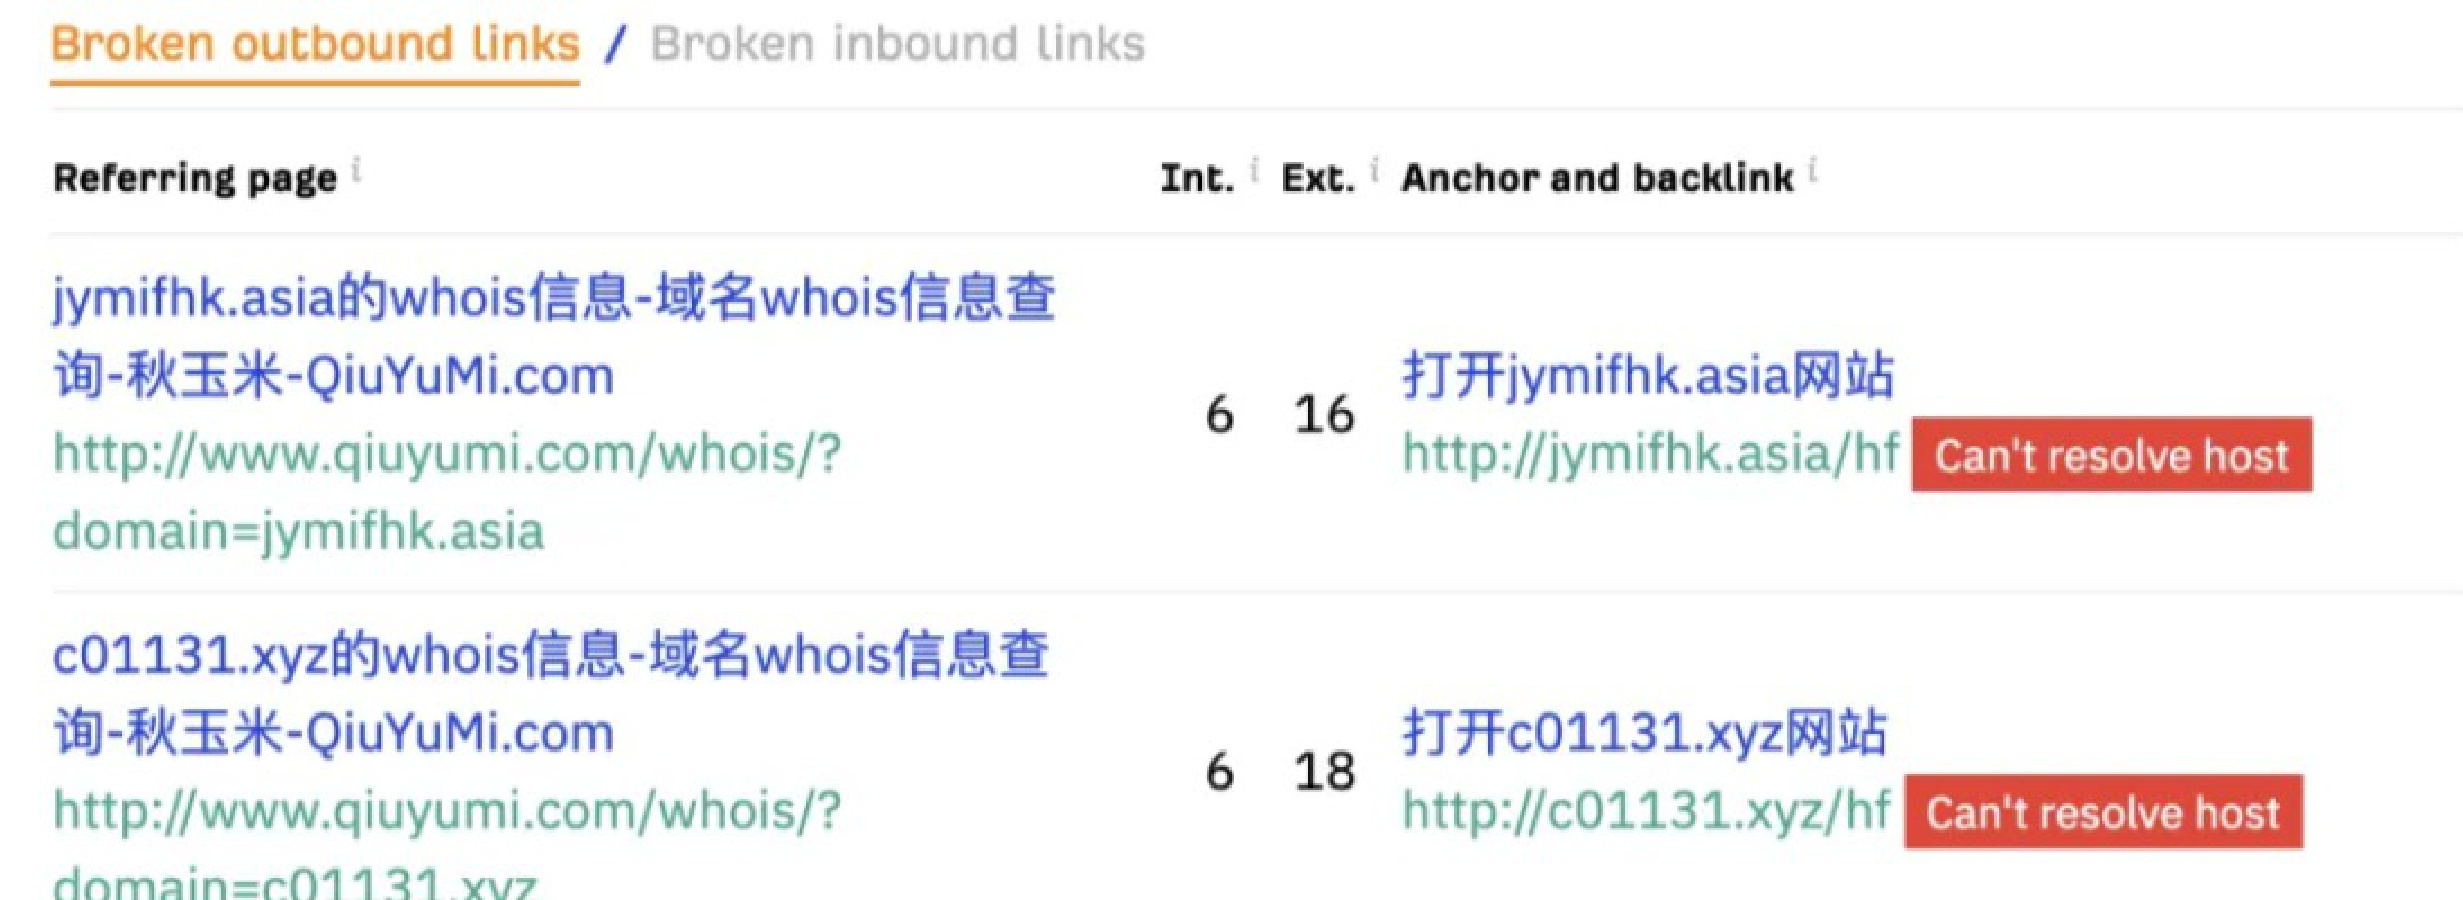 Broken outbound links / Broken inbound links
Referring page i Int. i Ext. i Anchor and backlink i
jymifhk.asia的whois信息-域名whois信息查
询-秋玉米-QiuYuMi.com
http://www.qiuyumi.com/whois/?
domain=jymifhk.asia
6 16
打开jymifhk.asia网站
http://jymifhk.asia/hf Can't resolve host
c01131.xyz的whois信息-域名whois信息查
询-秋玉米-QiuYuMi.com
http://www.qiuyumi.com/whois/?
domain=c01131.xyz
6 18
打开c01131.xyz网站
http://c01131.xyz/hf Can't resolve host